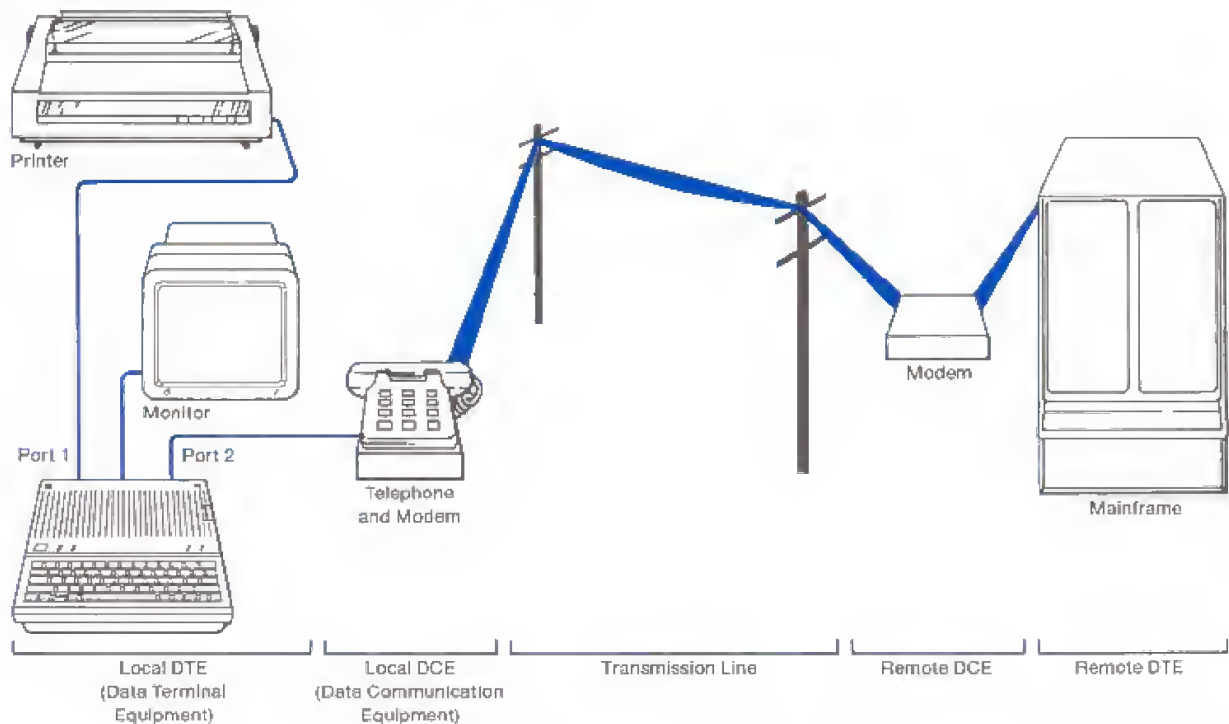 Printer
Monitor
Port 1
Port 2
Telephone
and Modem
Modem
Mainframe
Local DTE
(Data Terminal
Equipment)
Local DCE
(Data Communication
Equipment)
Transmission Line
Remote DCE
Remote DTE